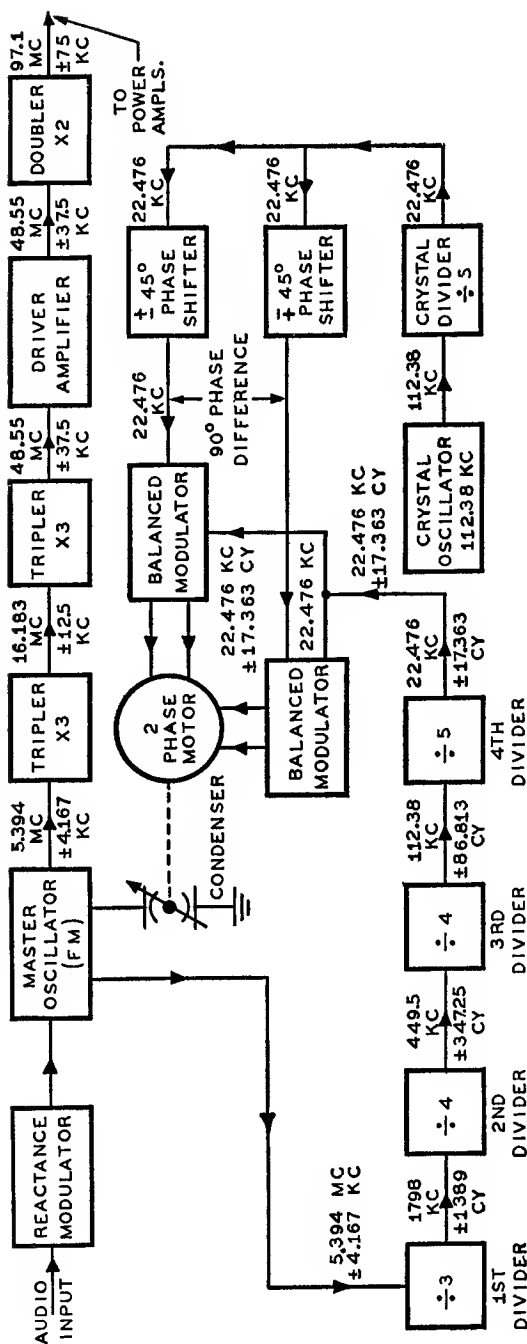 AUDIO
INPUT
REACTANCE
MODULATOR
MASTER
OSCILLATOR
(FM)
5.394
MC
±4.167
KC
TRIPLER
X3
16.183
MC
±12.5
KC
TRIPLER
X3
48.55
MC
±37.5
KC
DRIVER
AMPLIFIER
48.55
MC
±37.5
KC
DOUBLER
X2
97.1
MC
±75
KC
TO
POWER
AMPLS.
CONDENSER
2
PHASE
MOTOR
BALANCED
MODULATOR
22.476
KC
± 45°
PHASE
SHIFTER
22.476
KC
90° PHASE
DIFFERENCE
22.476 KC
±17.363 CY
BALANCED
MODULATOR
22.476 KC
∓ 45°
PHASE
SHIFTER
22.476
KC
22.476 KC
±17.363 CY
CRYSTAL
OSCILLATOR
112.38 KC
112.38
KC
CRYSTAL
DIVIDER
÷5
22.476
KC
5.394 MC
±4.167 KC
÷3
1ST
DIVIDER
1798
KC
±1389
CY
÷4
2ND
DIVIDER
449.5
KC
±347.25
CY
÷4
3RD
DIVIDER
112.38
KC
±86.813
CY
÷5
4TH
DIVIDER
22.476
KC
±17.363
CY